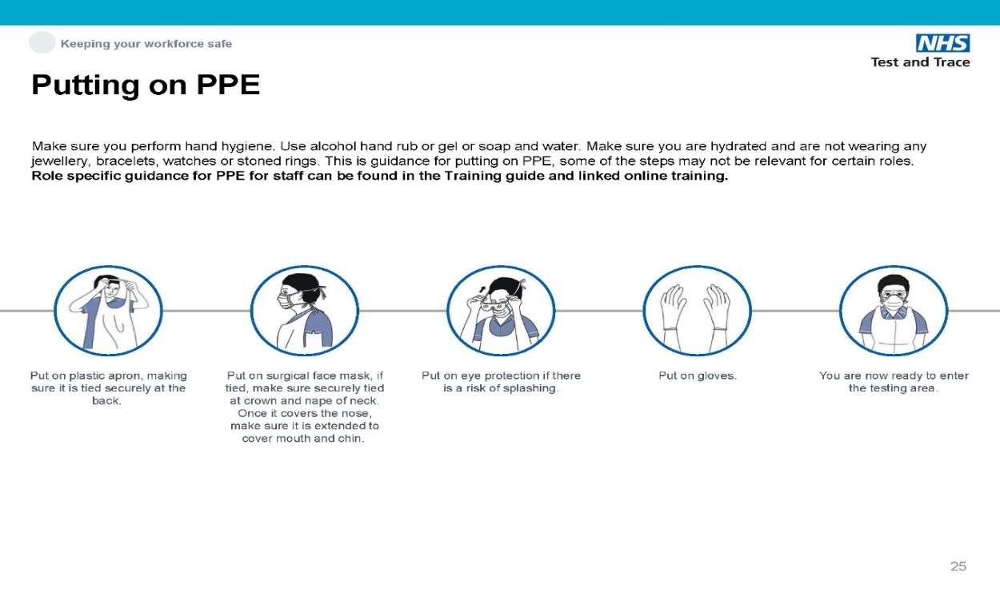 Keeping your workforce safe
NHS
Test and Trace
Putting on PPE
Make sure you perform hand hygiene. Use alcohol hand rub or gel or soap and water. Make sure you are hydrated and are not wearing any
jewellery, bracelets, watches or stoned rings. This is guidance for putting on PPE, some of the steps may not be relevant for certain roles.
Role specific guidance for PPE for staff can be found in the Training guide and linked online training.
Put on plastic apron, making
sure it is tied securely at the
back.
Put on surgical face mask, if
tied, make sure securely tied
at crown and nape of neck.
Once it covers the nose,
make sure it is extended to
cover mouth and chin.
Put on eye protection if there
is a risk of splashing.
Put on gloves.
You are now ready to enter
the testing area.
25